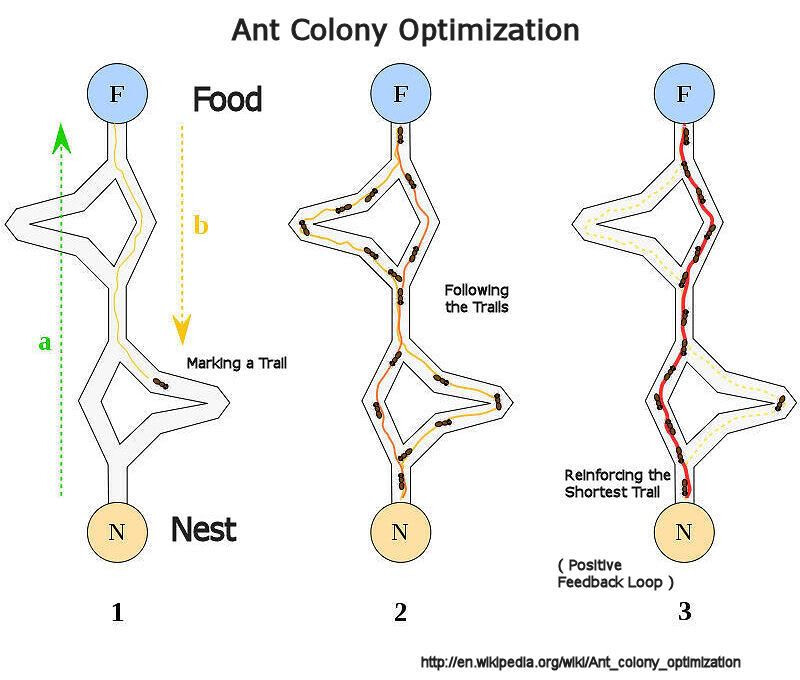 Ant Colony Optimization
F
Food
F
F
b
a
Marking a Trail
Following
the Trails
Reinforcing the
Shortest Trail
N
Nest
N
N
( Positive
Feedback Loop )
1
2
3
http://en.wikipedia.org/wiki/Ant_colony_optimization